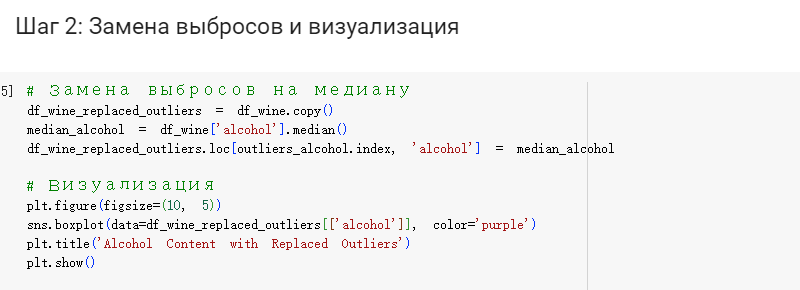 Шаг 2: Замена выбросов и визуализация
5] # Замена выбросов на медиану
df_wine_replaced_outliers = df_wine.copy()
median_alcohol = df_wine['alcohol'].median()
df_wine_replaced_outliers.loc[outliers_alcohol.index, 'alcohol'] = median_alcohol
# Визуализация
plt.figure(figsize=(10, 5))
sns.boxplot(data=df_wine_replaced_outliers[['alcohol']], color='purple')
plt.title('Alcohol Content with Replaced Outliers')
plt.show()